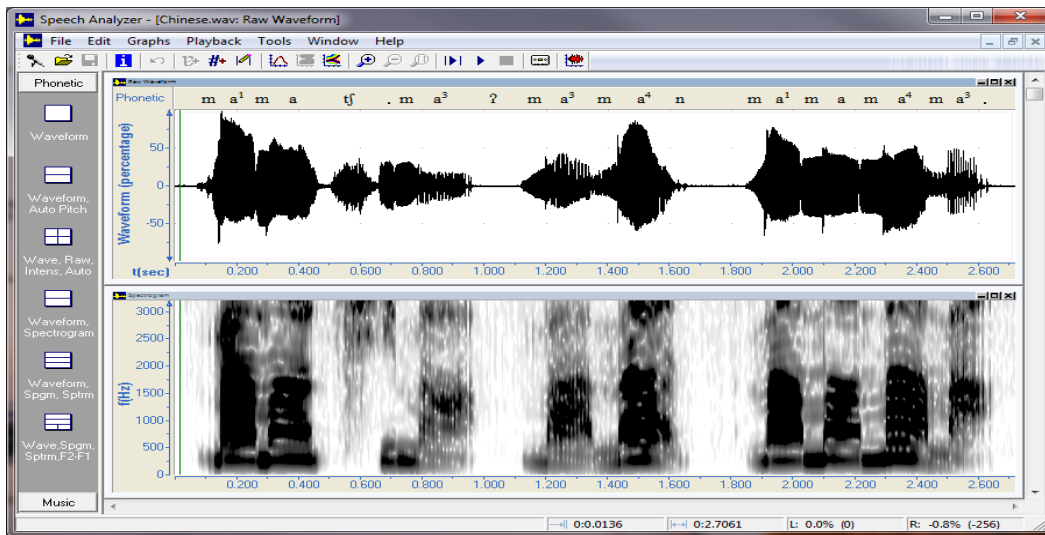 Speech Analyzer - [Chinese.wav: Raw Waveform]
File Edit Graphs Playback Tools Window Help
Phonetic
Waveform
Waveform,
Auto Pitch
Wave, Raw,
Intens, Auto
Waveform,
Spectrogram
Waveform,
Spgm, Sptrm
Wave,Spgm,
Sptrm,F2-F1
Music
Raw Waveform
Phonetic m a¹ m a tʃ . m a³ ? m a³ m a⁴ n m a¹ m a m a⁴ m a³ .
Waveform (percentage)
50
0
-50
t(sec) 0.200 0.400 0.600 0.800 1.000 1.200 1.400 1.600 1.800 2.000 2.200 2.400 2.600
Spectrogram
f(Hz)
3000
2500
2000
1500
1000
500
0
0.200 0.400 0.600 0.800 1.000 1.200 1.400 1.600 1.800 2.000 2.200 2.400 2.600
0:0.0136 0:2.7061 L: 0.0% (0) R: -0.8% (-256)